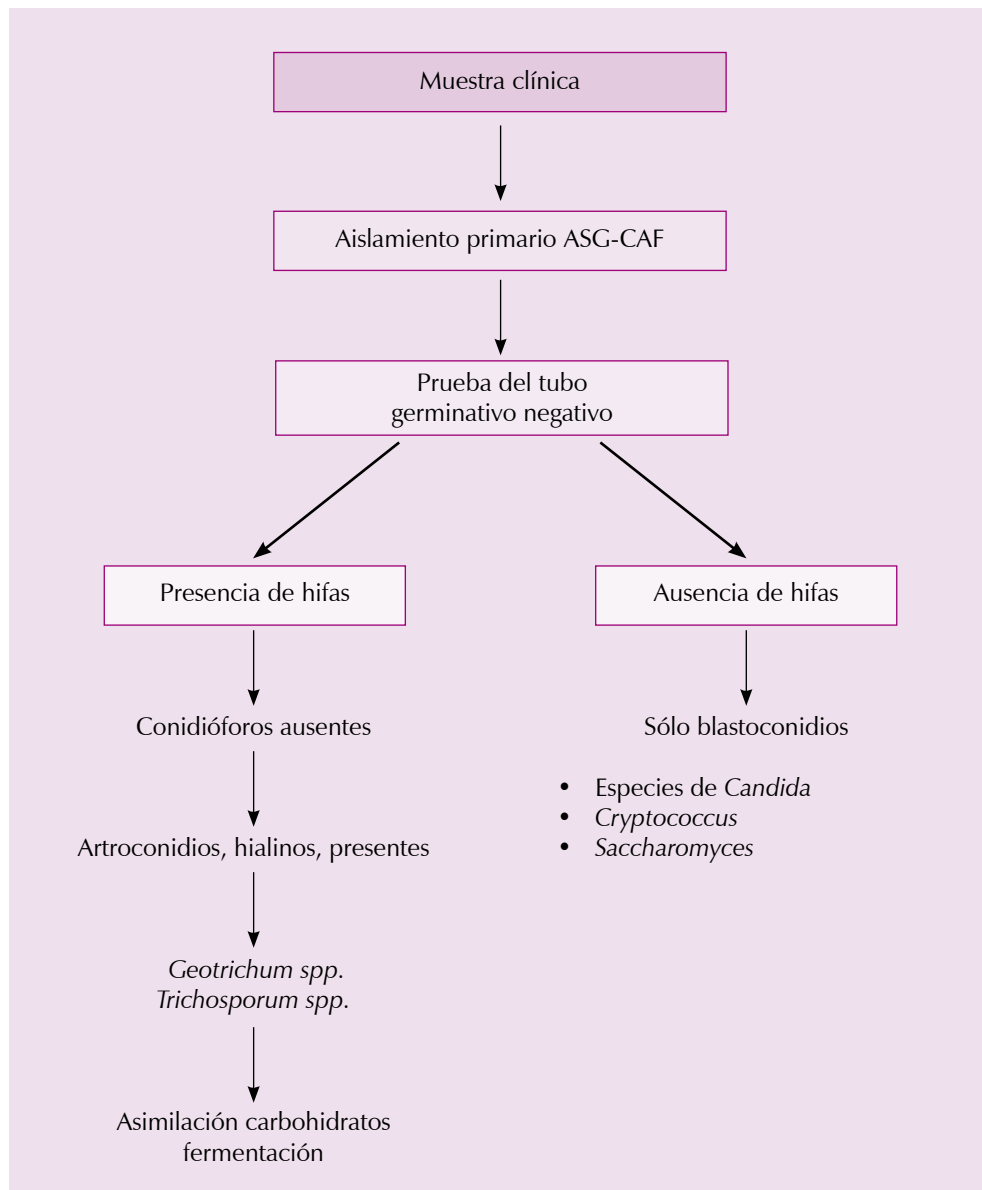 Muestra clínica
Aislamiento primario ASG-CAF
Prueba del tubo
germinativo negativo
Presencia de hifas
Conidióforos ausentes
Artroconidios, hialinos, presentes
Geotrichum spp.
Trichosporum spp.
Asimilación carbohidratos
fermentación
Ausencia de hifas
Sólo blastoconidios
• Especies de Candida
• Cryptococcus
• Saccharomyces